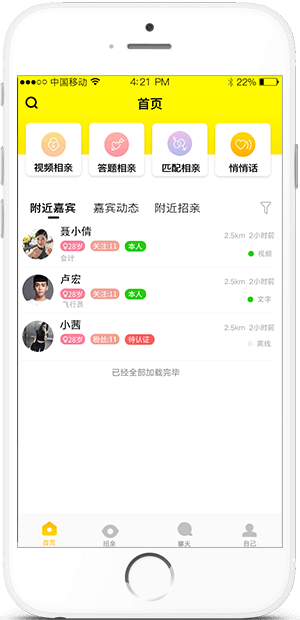 中国移动 4:21 PM 22%
首页
视频相亲 答题相亲 匹配相亲 悄悄话
附近嘉宾 嘉宾动态 附近招亲
聂小倩 2.5km 2小时前
28岁 关注:11 本人 视频
会计
卢宏 2.5km 2小时前
28岁 关注:11 本人 文字
飞行员
小茜 2.5km 2小时前
28岁 粉丝:11 待认证 离线
已经全部加载完毕
首页 招亲 聊天 自己